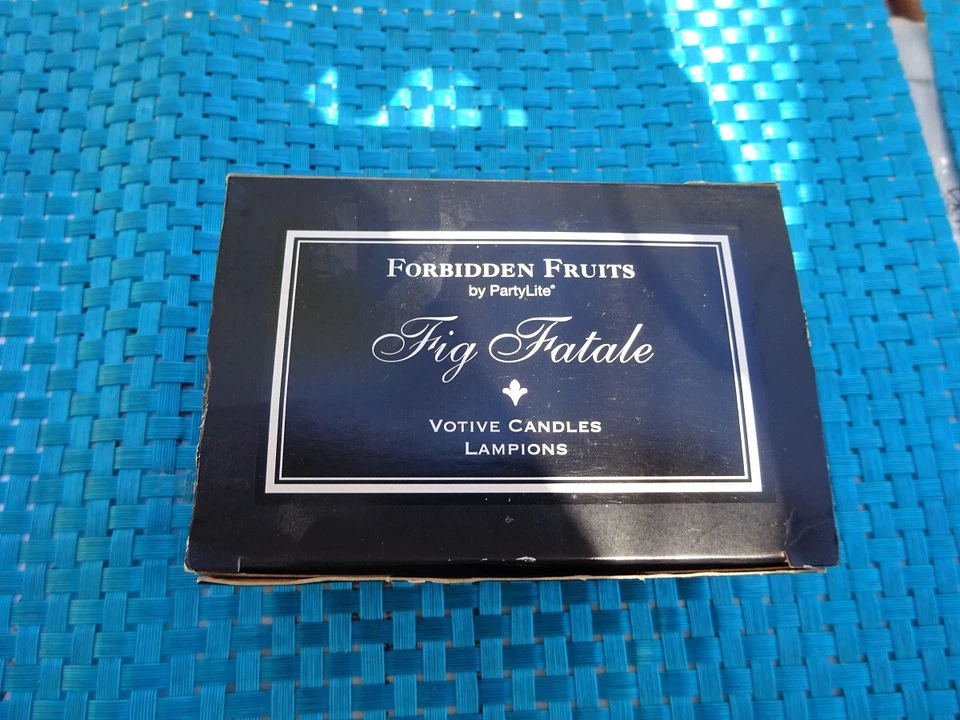 Forbidden Fruits
by PartyLite®
Fig Fatale
Votive Candles
Lampions